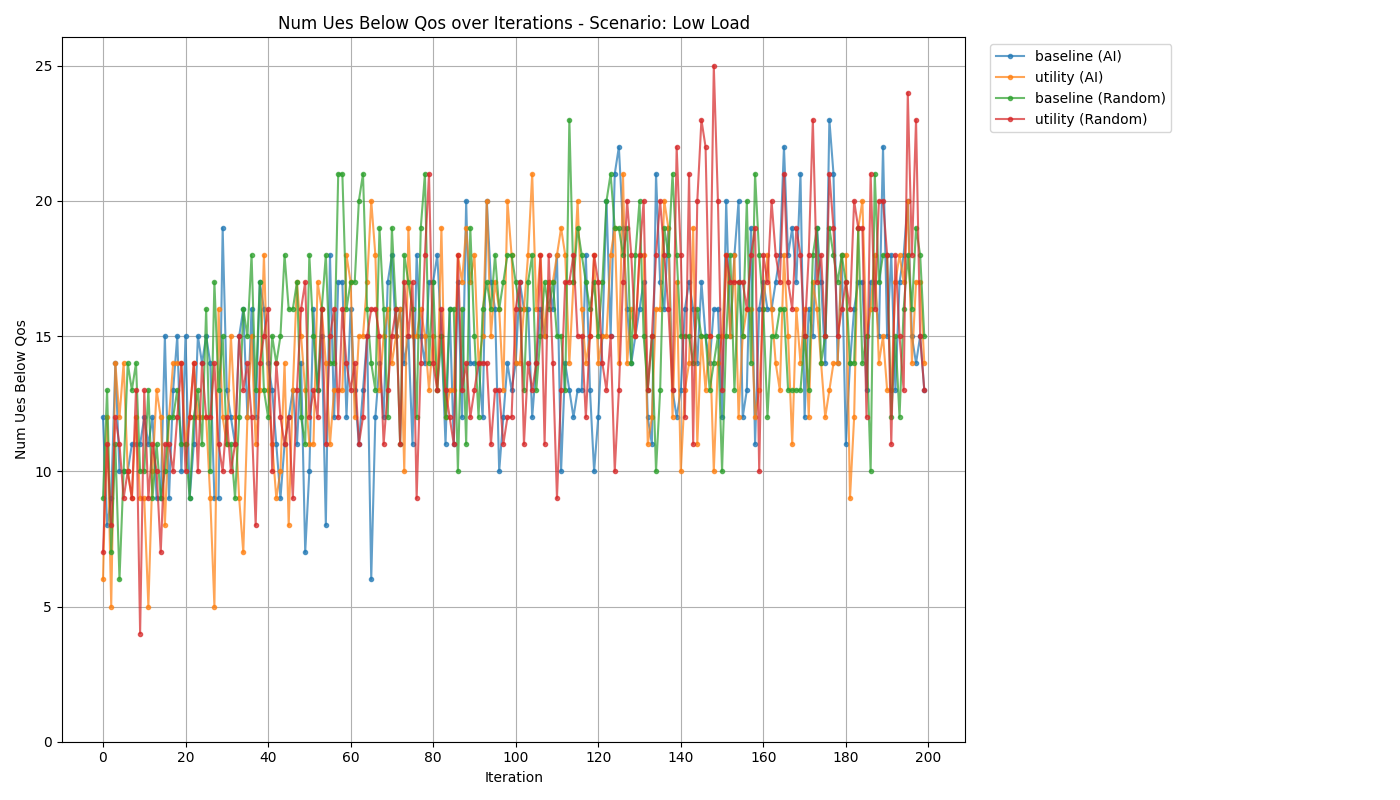 Num Ues Below Qos over Iterations - Scenario: Low Load
baseline (AI)
utility (AI)
baseline (Random)
utility (Random)
Num Ues Below Qos
25
20
15
10
5
0
0 20 40 60 80 100 120 140 160 180 200
Iteration